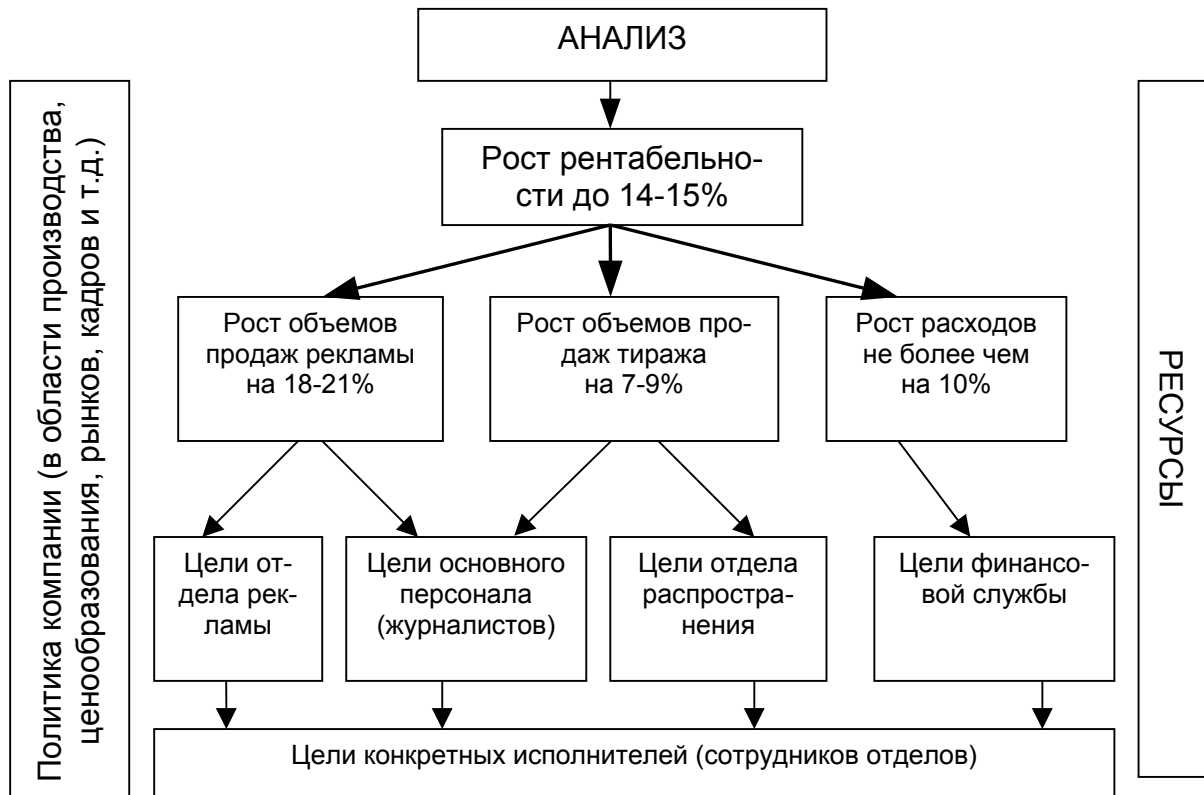 АНАЛИЗ
Политика компании (в области производства,
ценообразования, рынков, кадров и т.д.)
Рост рентабельно-
сти до 14-15%
Рост объемов
продаж рекламы
на 18-21%
Рост объемов про-
даж тиража
на 7-9%
Рост расходов
не более чем
на 10%
РЕСУРСЫ
Цели от-
дела рек-
ламы
Цели основного
персонала
(журналистов)
Цели отдела
распростра-
нения
Цели финансо-
вой службы
Цели конкретных исполнителей (сотрудников отделов)